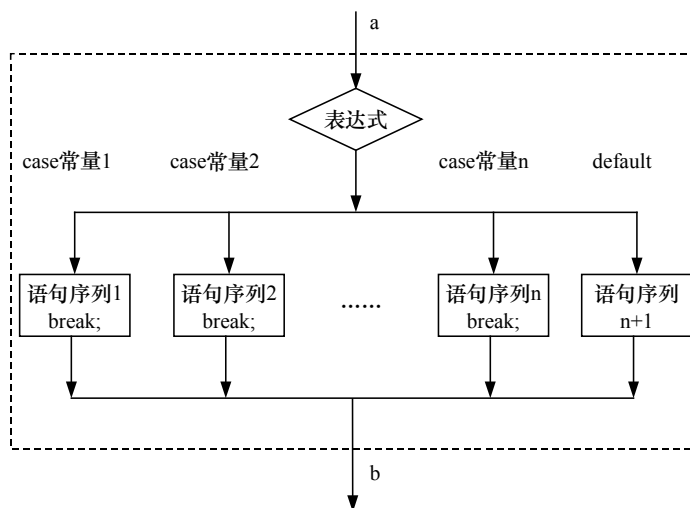 a
表达式
case常量1
case常量2
case常量n
default
语句序列1
break;
语句序列2
break;
......
语句序列n
break;
语句序列
n+1
b